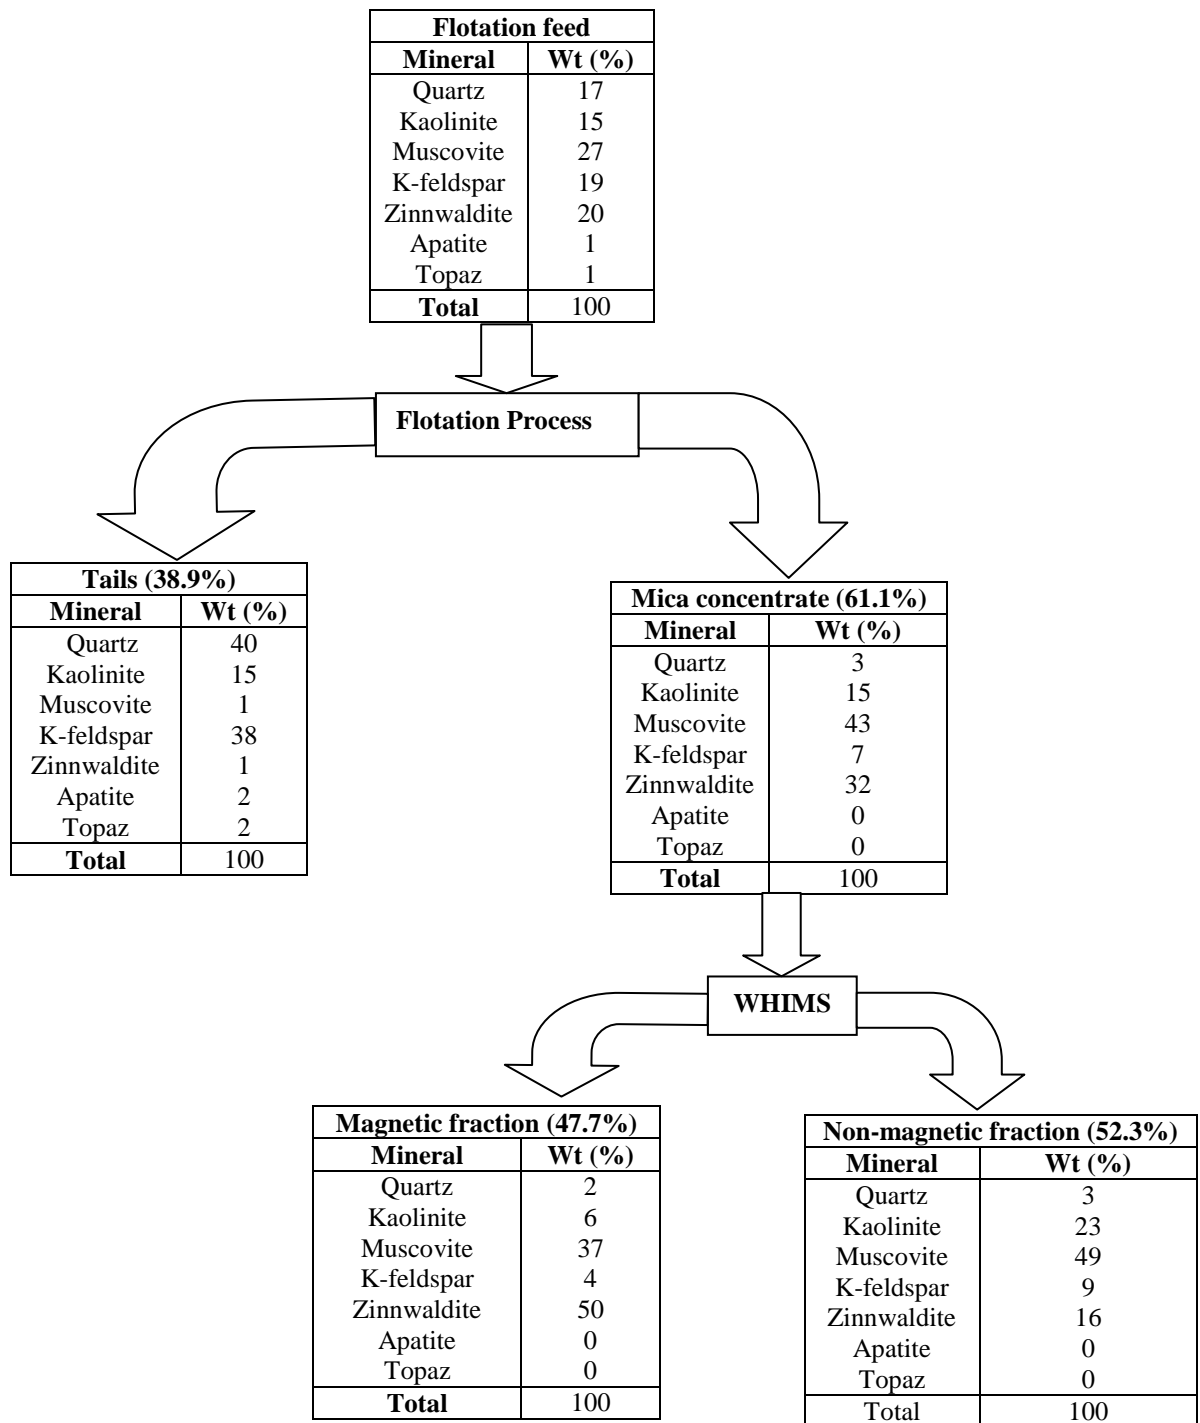 Flotation feed
Mineral Wt (%)
Quartz 17
Kaolinite 15
Muscovite 27
K-feldspar 19
Zinnwaldite 20
Apatite 1
Topaz 1
Total 100
Flotation Process
Tails (38.9%)
Mineral Wt (%)
Quartz 40
Kaolinite 15
Muscovite 1
K-feldspar 38
Zinnwaldite 1
Apatite 2
Topaz 2
Total 100
Mica concentrate (61.1%)
Mineral Wt (%)
Quartz 3
Kaolinite 15
Muscovite 43
K-feldspar 7
Zinnwaldite 32
Apatite 0
Topaz 0
Total 100
WHIMS
Magnetic fraction (47.7%)
Mineral Wt (%)
Quartz 2
Kaolinite 6
Muscovite 37
K-feldspar 4
Zinnwaldite 50
Apatite 0
Topaz 0
Total 100
Non-magnetic fraction (52.3%)
Mineral Wt (%)
Quartz 3
Kaolinite 23
Muscovite 49
K-feldspar 9
Zinnwaldite 16
Apatite 0
Topaz 0
Total 100